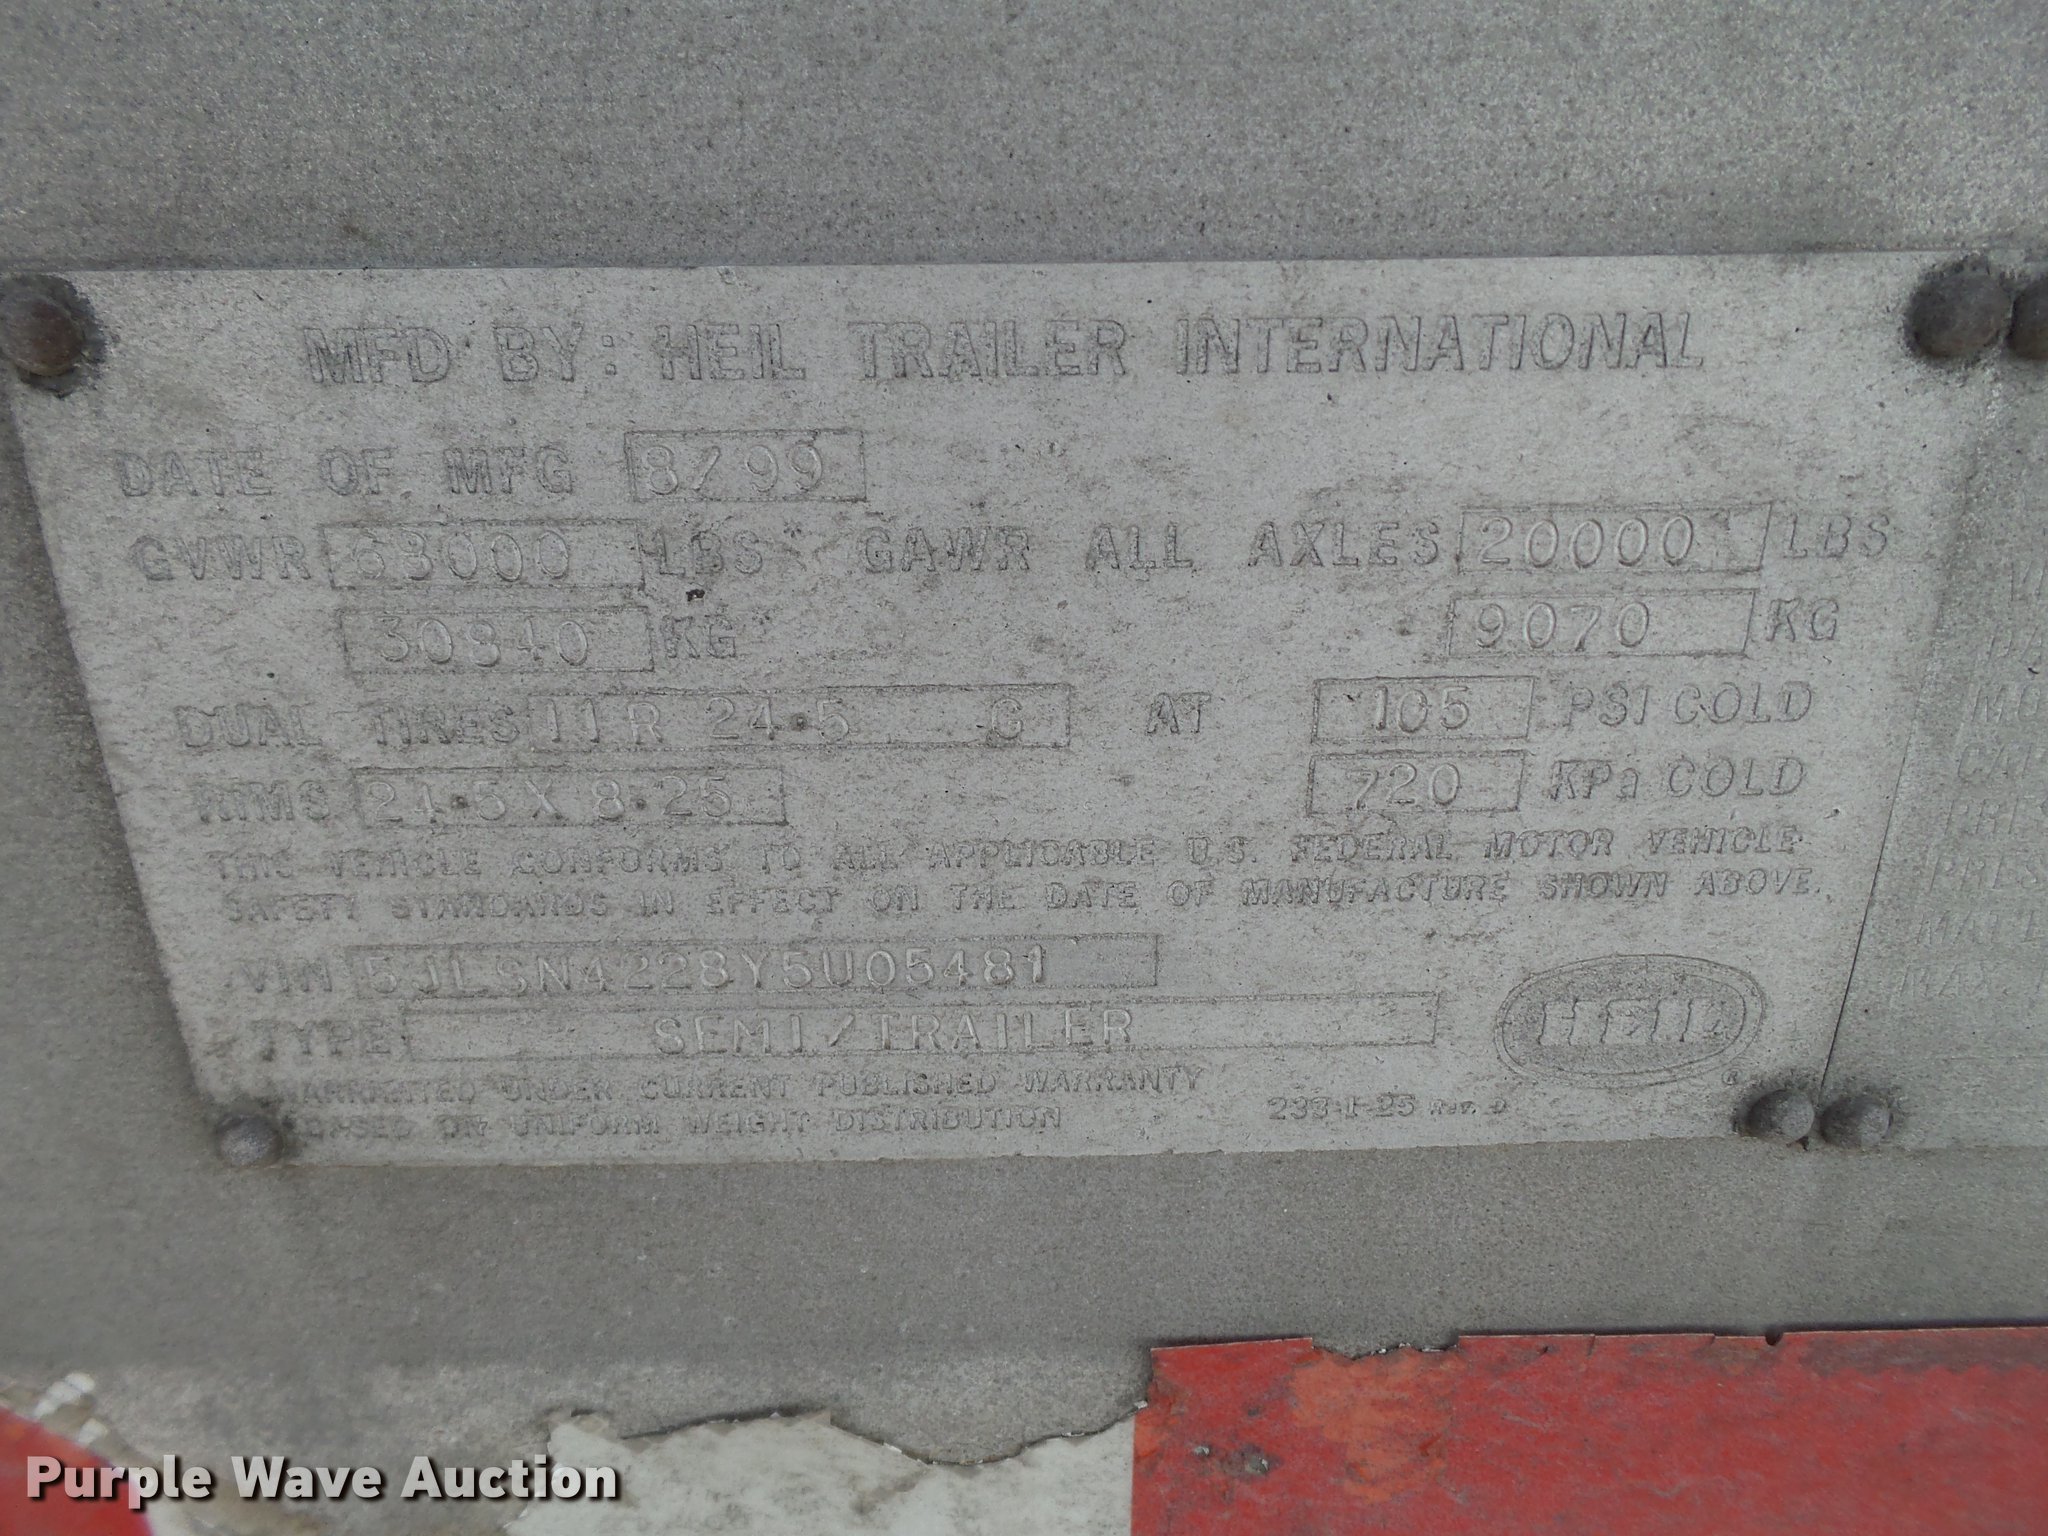 MFD BY: HEIL TRAILER INTERNATIONAL
DATE OF MFG 8/99
GVWR 68000 LBS* GAWR ALL AXLES 20000 LBS
30840 KG* 9070 KG
DUAL TIRES 11R 24.5 G AT 105 PSI COLD
RIMS 24.5 X 8.25 720 KPa COLD
THIS VEHICLE CONFORMS TO ALL APPLICABLE U.S. FEDERAL MOTOR VEHICLE
SAFETY STANDARDS IN EFFECT ON THE DATE OF MANUFACTURE SHOWN ABOVE.
VIN 5JLSN4228Y5U05481
TYPE SEMI/TRAILER
HEIL
WARRANTED UNDER CURRENT PUBLISHED WARRANTY
BASED ON UNIFORM WEIGHT DISTRIBUTION
233-1-25 Rev. D
PRES
PRES
MAX.
Purple Wave Auction